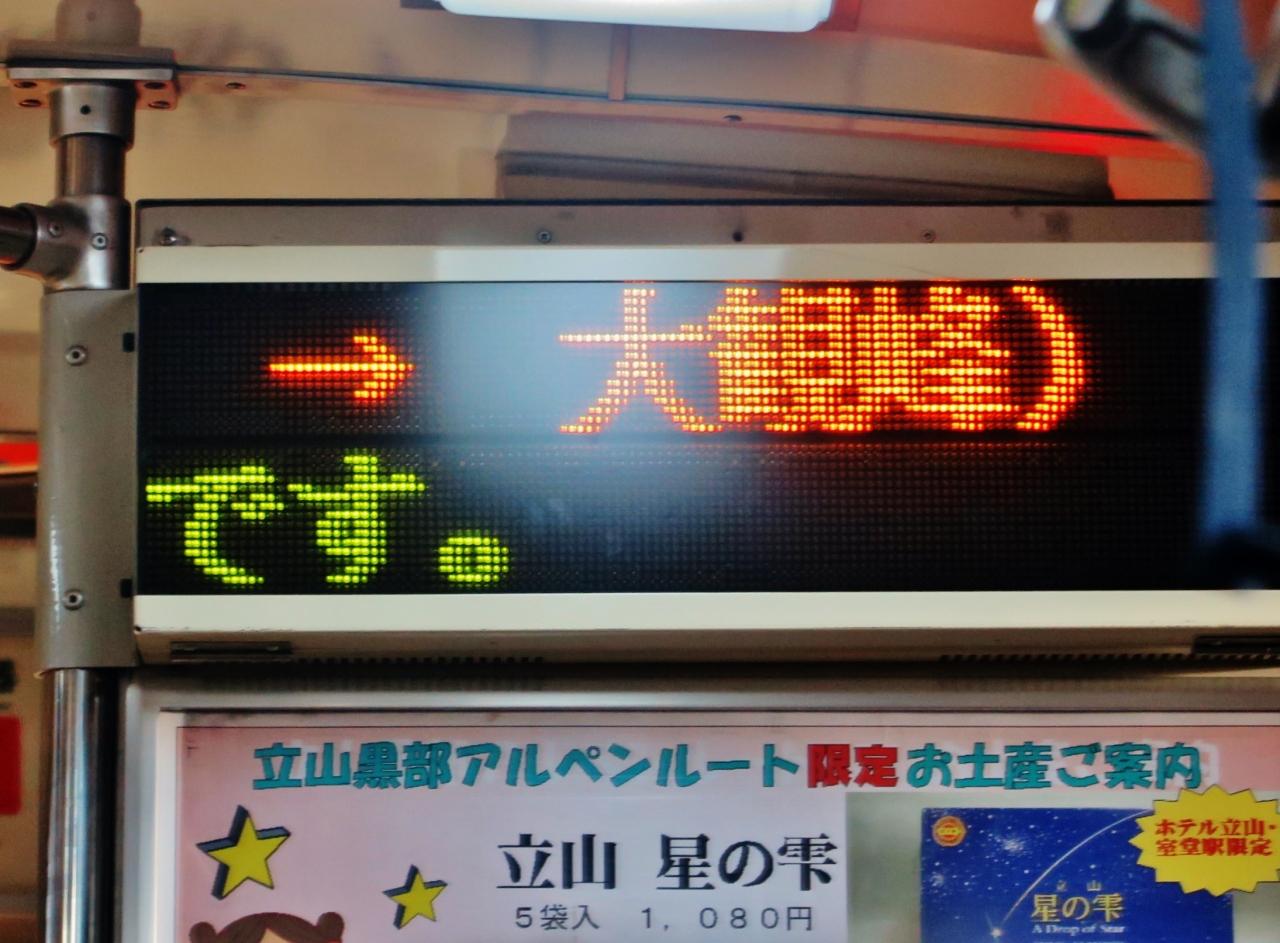 → 大観峰)
です。
立山黒部アルペンルート限定お土産ご案内
立山 星の雫
5袋入 1,080円
ホテル立山・
室堂駅限定
立山
星の雫
A Drop of Star